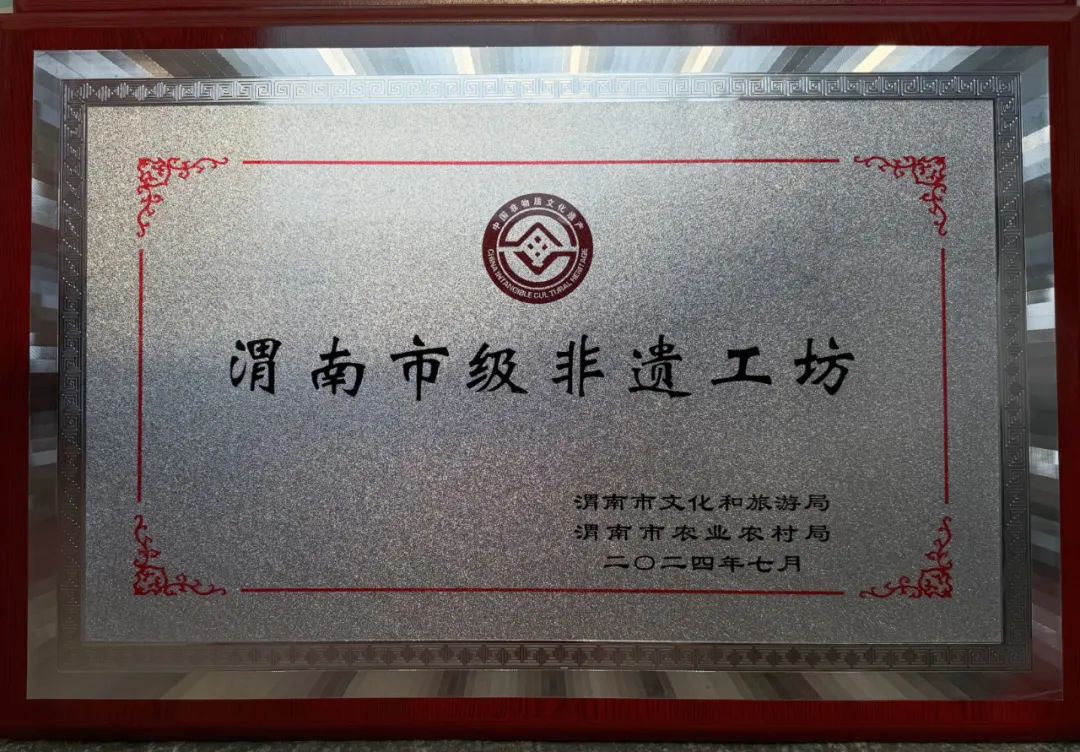 中国非物质文化遗产
CHINA INTANGIBLE CULTURAL HERITAGE
渭南市级非遗工坊
渭南市文化和旅游局
渭南市农业农村局
二〇二四年七月